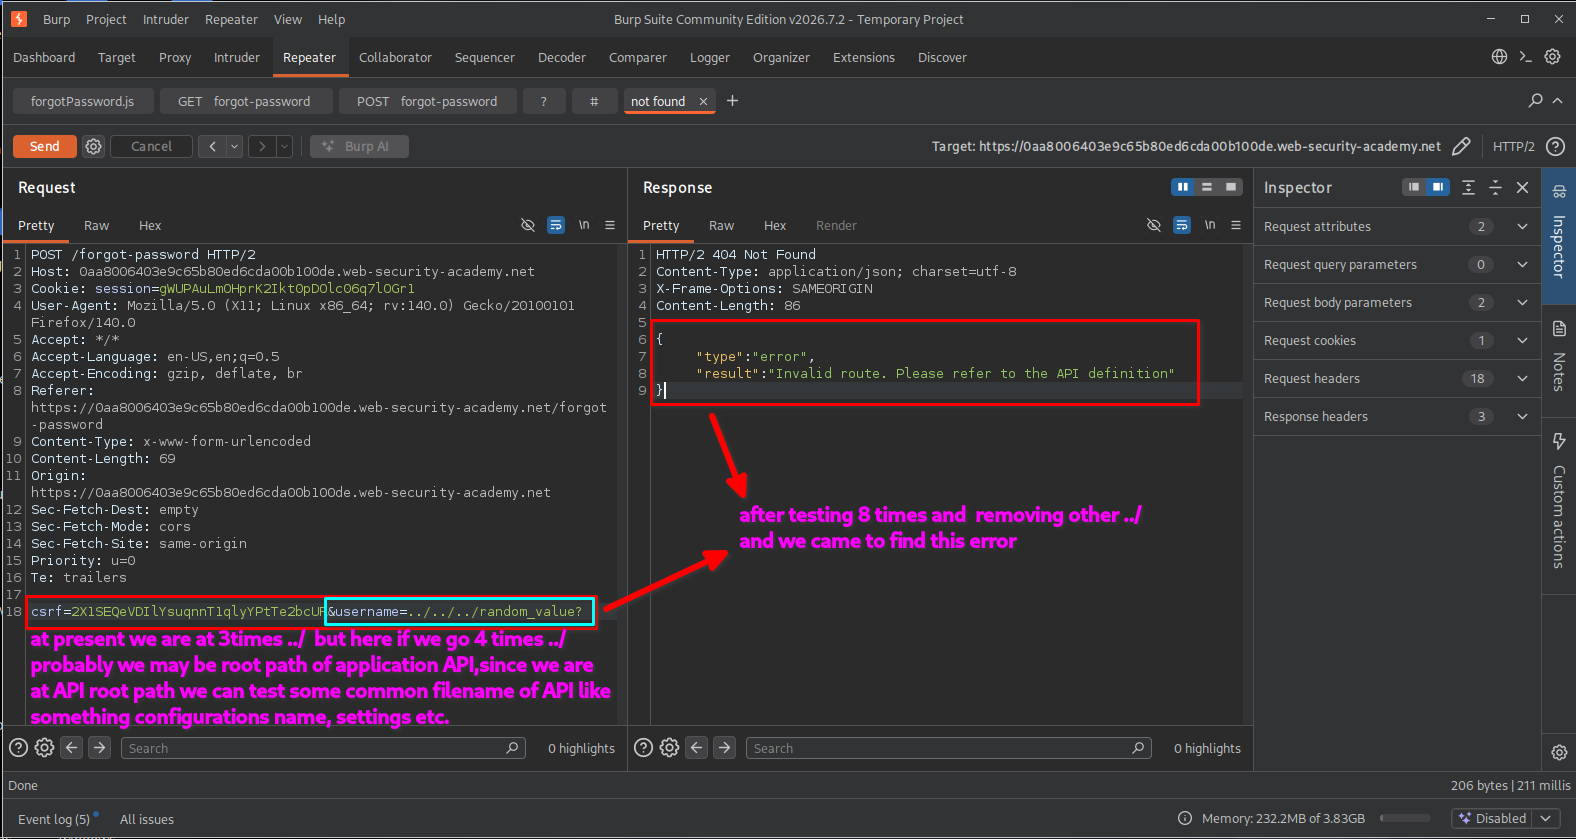 Burp Project Intruder Repeater View Help
Burp Suite Community Edition v2026.7.2 - Temporary Project
Dashboard Target Proxy Intruder Repeater Collaborator Sequencer Decoder Comparer Logger Organizer Extensions Discover
forgotPassword.js GET forgot-password POST forgot-password ? # not found × +
Send Cancel < > Burp AI
Target: https://0aa8006403e9c65b80ed6cda00b100de.web-security-academy.net HTTP/2
Request
Pretty Raw Hex \n
1 POST /forgot-password HTTP/2
2 Host: 0aa8006403e9c65b80ed6cda00b100de.web-security-academy.net
3 Cookie: session=gWUPAuLmOHprK2IktOpDOlcO6q7lOGr1
4 User-Agent: Mozilla/5.0 (X11; Linux x86_64; rv:140.0) Gecko/20100101
Firefox/140.0
5 Accept: */*
6 Accept-Language: en-US,en;q=0.5
7 Accept-Encoding: gzip, deflate, br
8 Referer:
https://0aa8006403e9c65b80ed6cda00b100de.web-security-academy.net/forgot
-password
9 Content-Type: x-www-form-urlencoded
10 Content-Length: 69
11 Origin:
https://0aa8006403e9c65b80ed6cda00b100de.web-security-academy.net
12 Sec-Fetch-Dest: empty
13 Sec-Fetch-Mode: cors
14 Sec-Fetch-Site: same-origin
15 Priority: u=0
16 Te: trailers
17
18 csrf=2X1SEQeVDIlYsuqnnT1qlyYPtTe2bcUF&username=../../../random_value?
at present we are at 3times ../ but here if we go 4 times ../
probably we may be root path of application API,since we are
at API root path we can test some common filename of API like
something configurations name, settings etc.
Search 0 highlights
Response
Pretty Raw Hex Render \n
1 HTTP/2 404 Not Found
2 Content-Type: application/json; charset=utf-8
3 X-Frame-Options: SAMEORIGIN
4 Content-Length: 86
5
6 {
7 "type":"error",
8 "result":"Invalid route. Please refer to the API definition"
9 }
after testing 8 times and removing other ../
and we came to find this error
Search 0 highlights
Inspector
Request attributes 2
Request query parameters 0
Request body parameters 2
Request cookies 1
Request headers 18
Response headers 3
Inspector
Notes
Custom actions
Done
206 bytes | 211 millis
Event log (5) All issues
Memory: 232.2MB of 3.83GB
Disabled